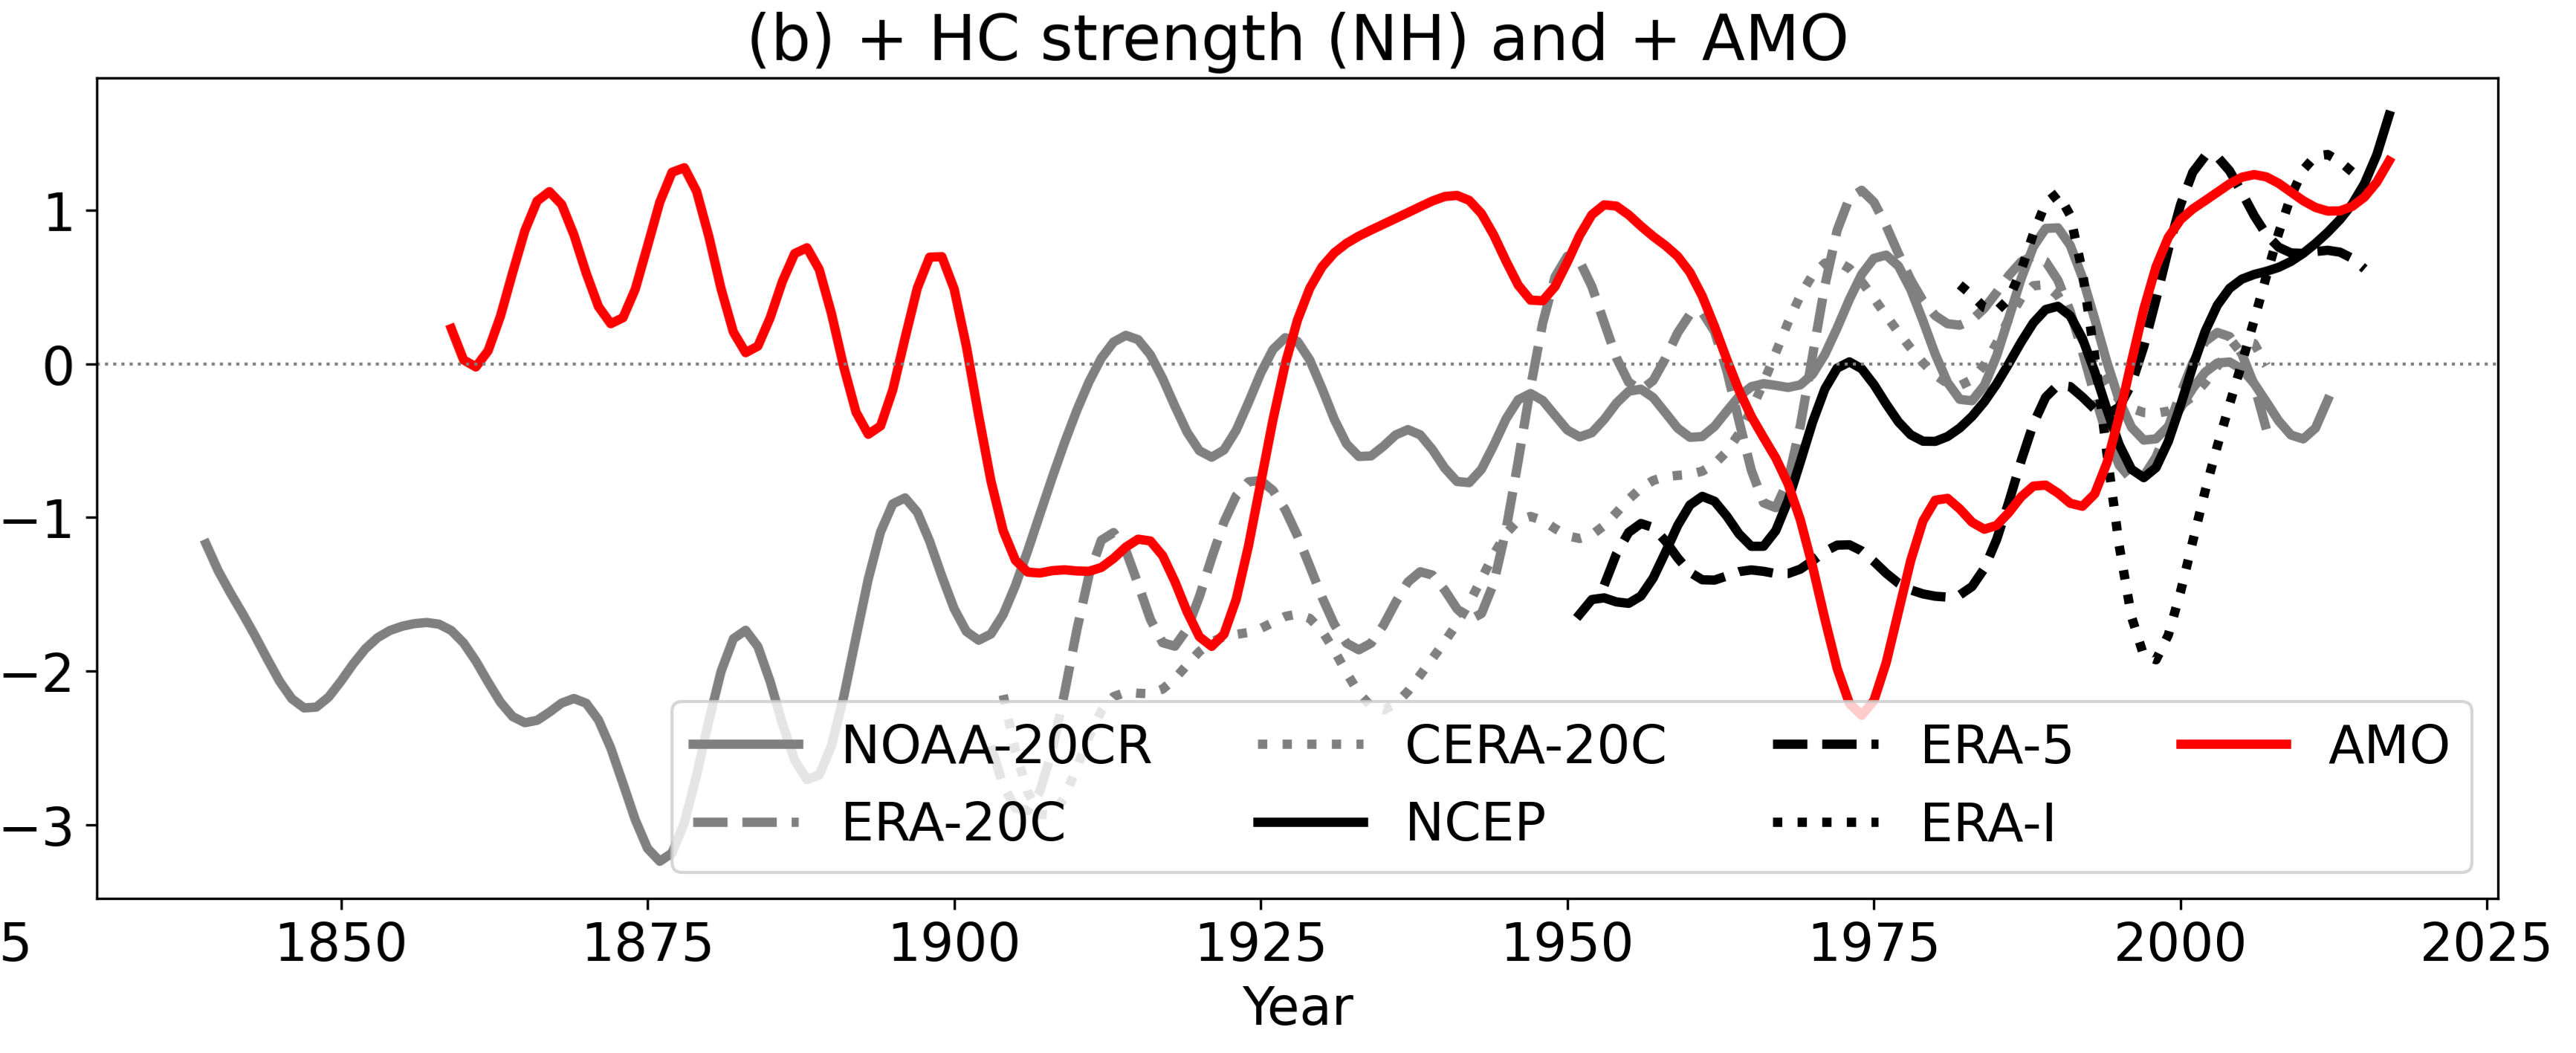 (b) + HC strength (NH) and + AMO
1
0
−1
−2
−3
NOAA-20CR CERA-20C ERA-5 AMO
ERA-20C NCEP ERA-I
5 1850 1875 1900 1925 1950 1975 2000 2025
Year